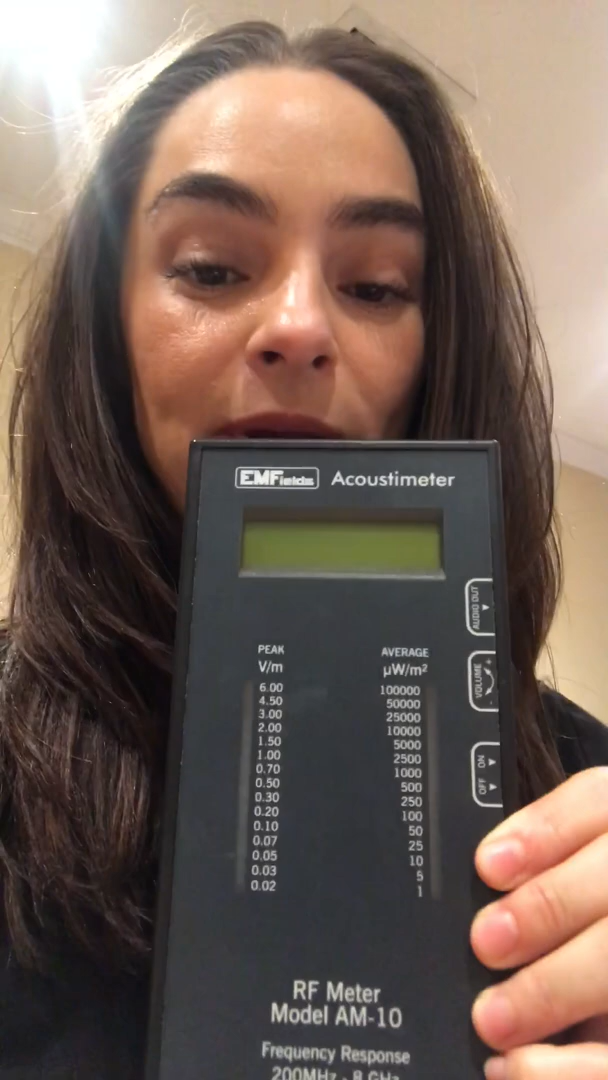 EMFields Acoustimeter
AUDIO OUT
PEAK
V/m
AVERAGE
µW/m²
VOLUME
+
-
6.00 100000
4.50 50000
3.00 25000
2.00 10000
1.50 5000
1.00 2500
0.70 1000
0.50 500
0.30 250
0.20 100
0.10 50
0.07 25
0.05 10
0.03 5
0.02 1
OFF ON
RF Meter
Model AM-10
Frequency Response
200MHz - 8 GHz